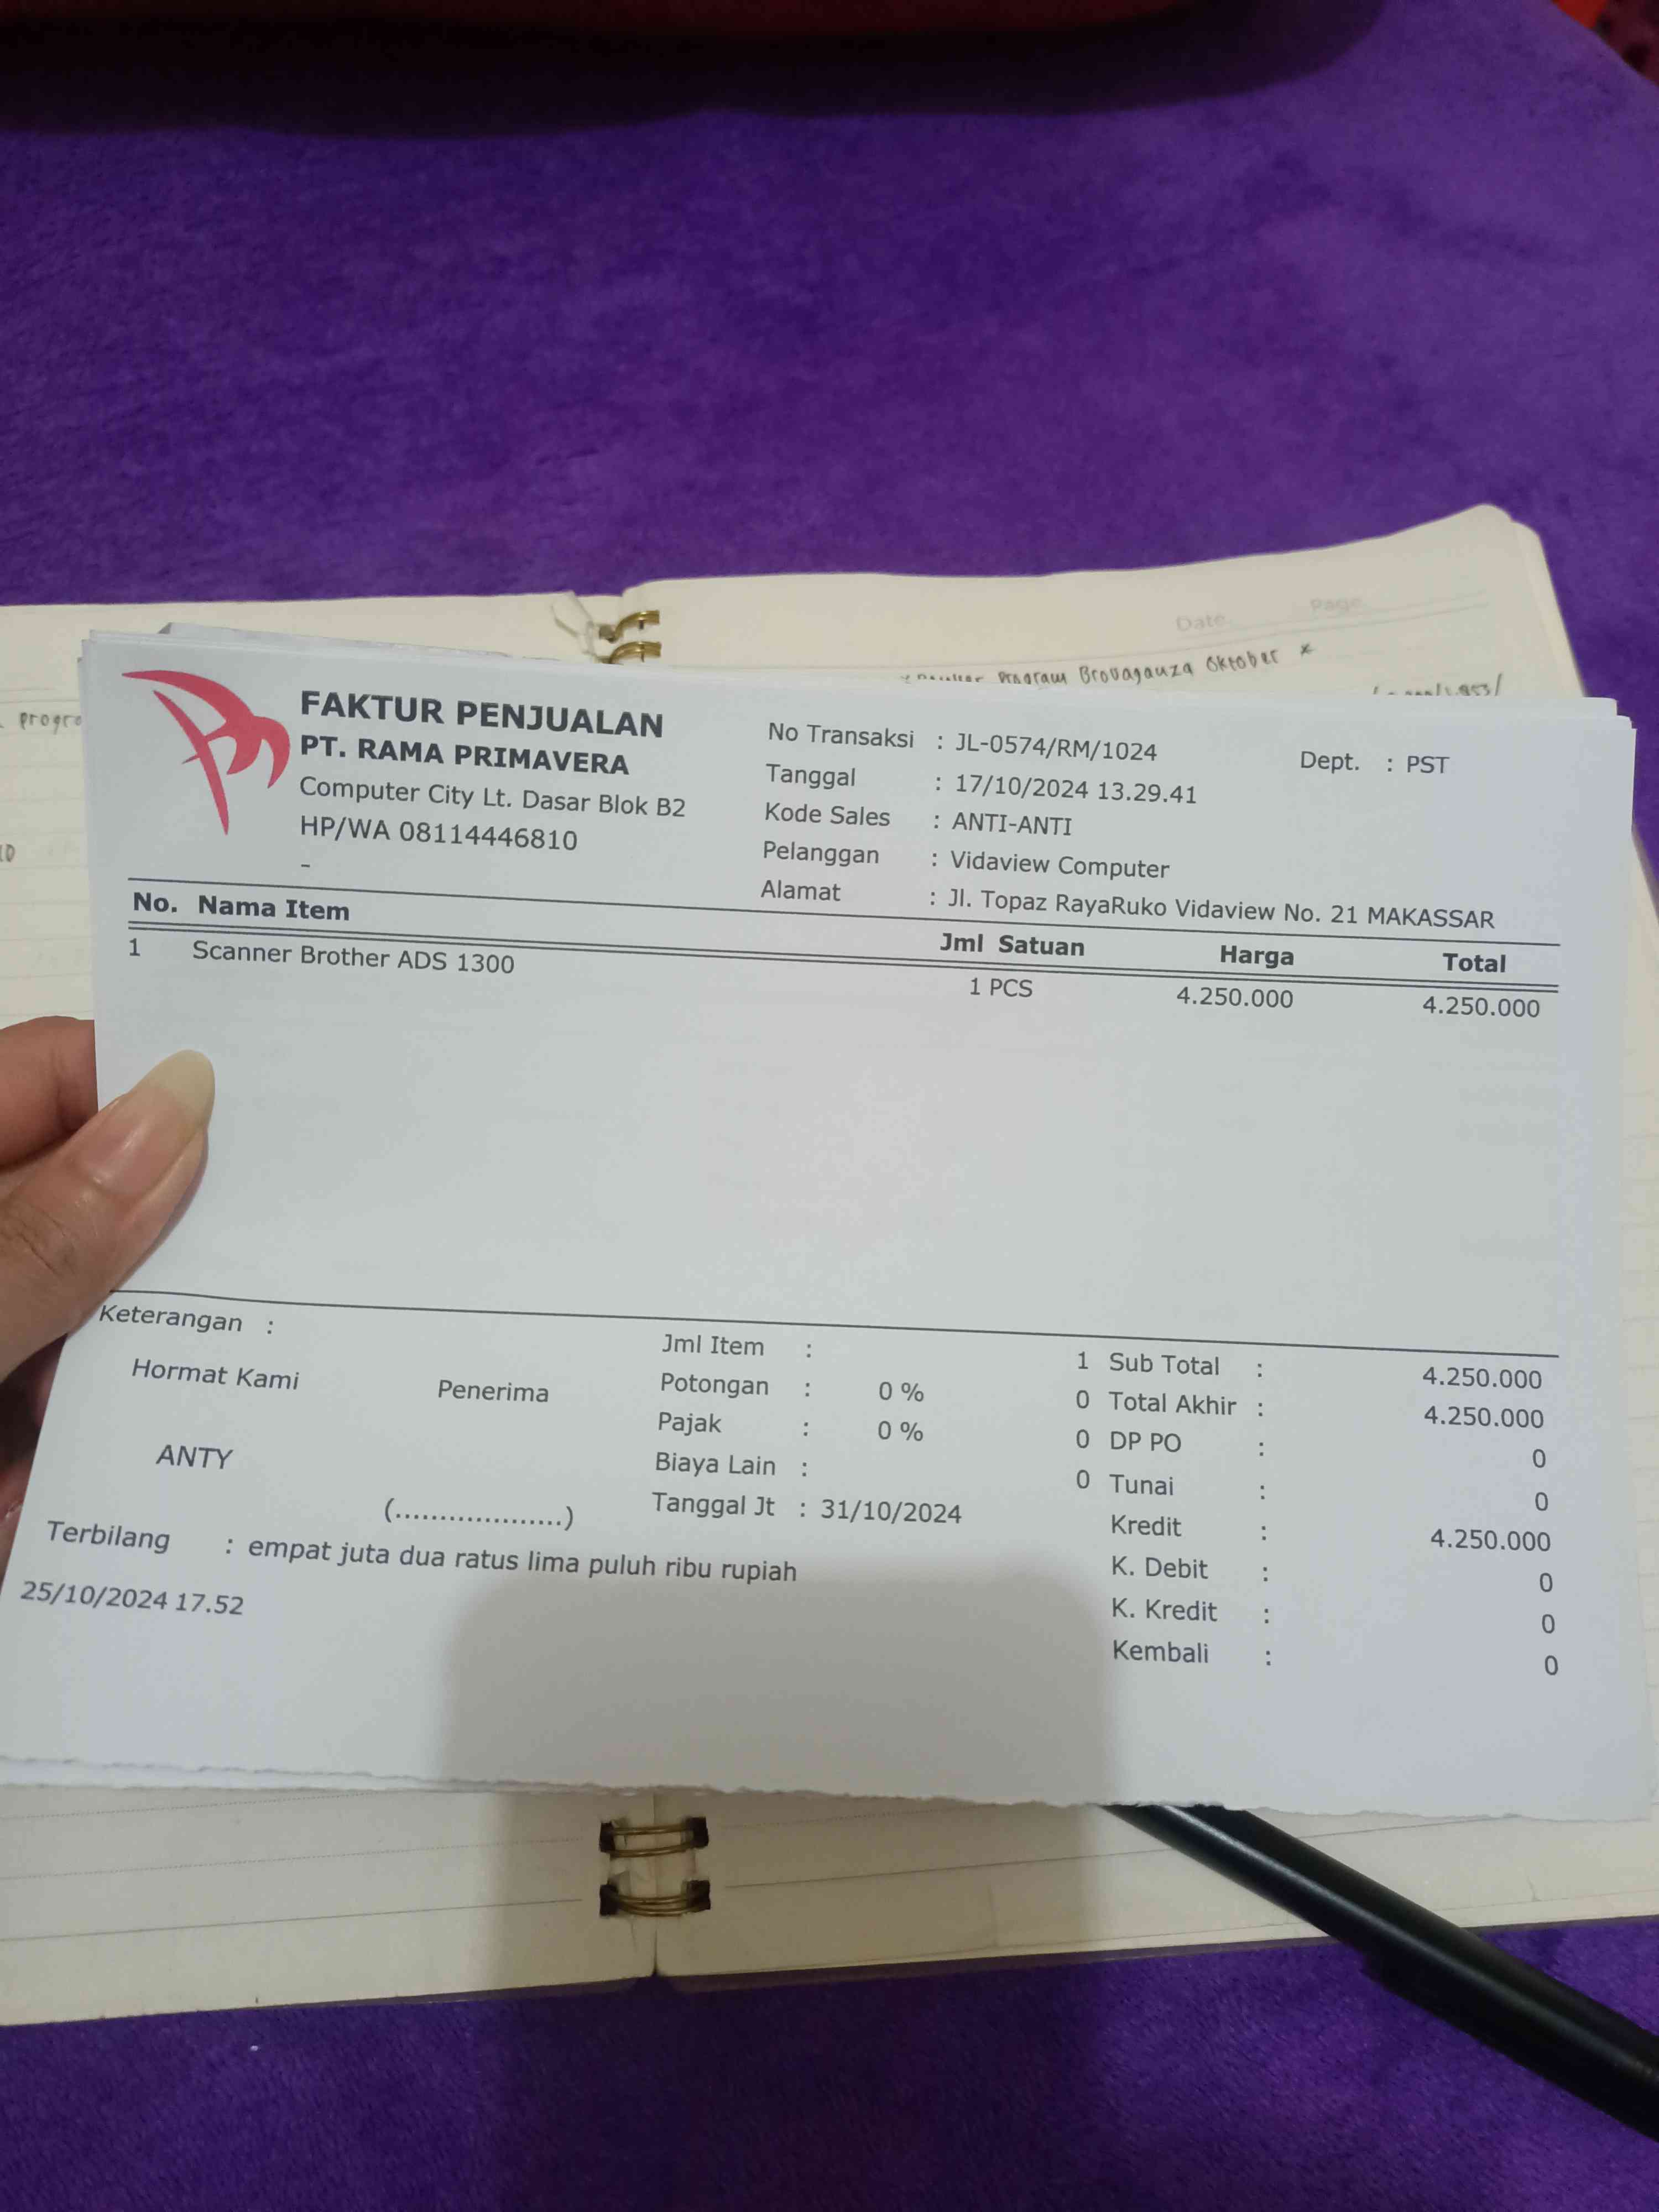 Date Page
Program Brovaganza Oktober *
progra
FAKTUR PENJUALAN
PT. RAMA PRIMAVERA
Computer City Lt. Dasar Blok B2
HP/WA 08114446810
-
No Transaksi : JL-0574/RM/1024 Dept. : PST
Tanggal : 17/10/2024 13.29.41
Kode Sales : ANTI-ANTI
Pelanggan : Vidaview Computer
Alamat : Jl. Topaz RayaRuko Vidaview No. 21 MAKASSAR
No. Nama Item Jml Satuan Harga Total
1 Scanner Brother ADS 1300 1 PCS 4.250.000 4.250.000
Keterangan :
Hormat Kami Penerima
ANTY
(...................)
Jml Item : 1 Sub Total : 4.250.000
Potongan : 0 % 0 Total Akhir : 4.250.000
Pajak : 0 % 0 DP PO : 0
Biaya Lain : 0 Tunai : 0
Tanggal Jt : 31/10/2024 Kredit : 4.250.000
K. Debit : 0
K. Kredit : 0
Kembali : 0
Terbilang : empat juta dua ratus lima puluh ribu rupiah
25/10/2024 17.52